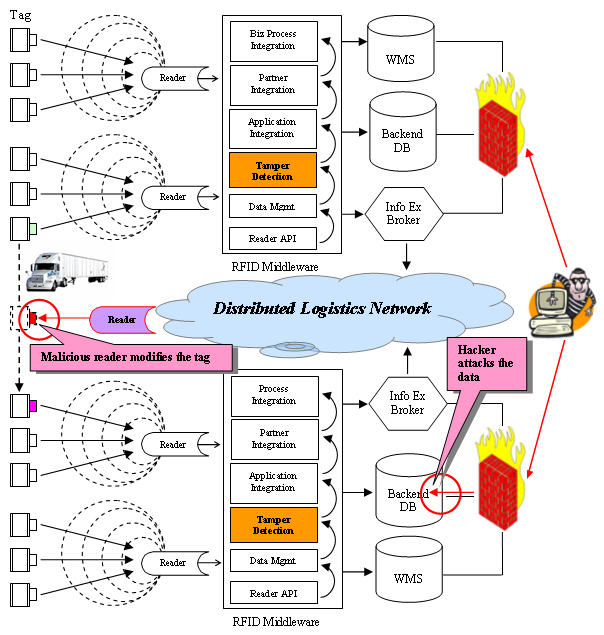 Tag
Biz Process
Integration
Partner
Integration
Application
Integration
Tamper
Detection
Data Mgmt
Reader API
RFID Middleware
Reader
Reader
WMS
Backend
DB
Info Ex
Broker
Distributed Logistics Network
Reader
Malicious reader modifies the tag
Hacker
attacks the
data
Process
Integration
Partner
Integration
Application
Integration
Tamper
Detection
Data Mgmt
Reader API
RFID Middleware
Reader
Reader
Info Ex
Broker
Backend
DB
WMS